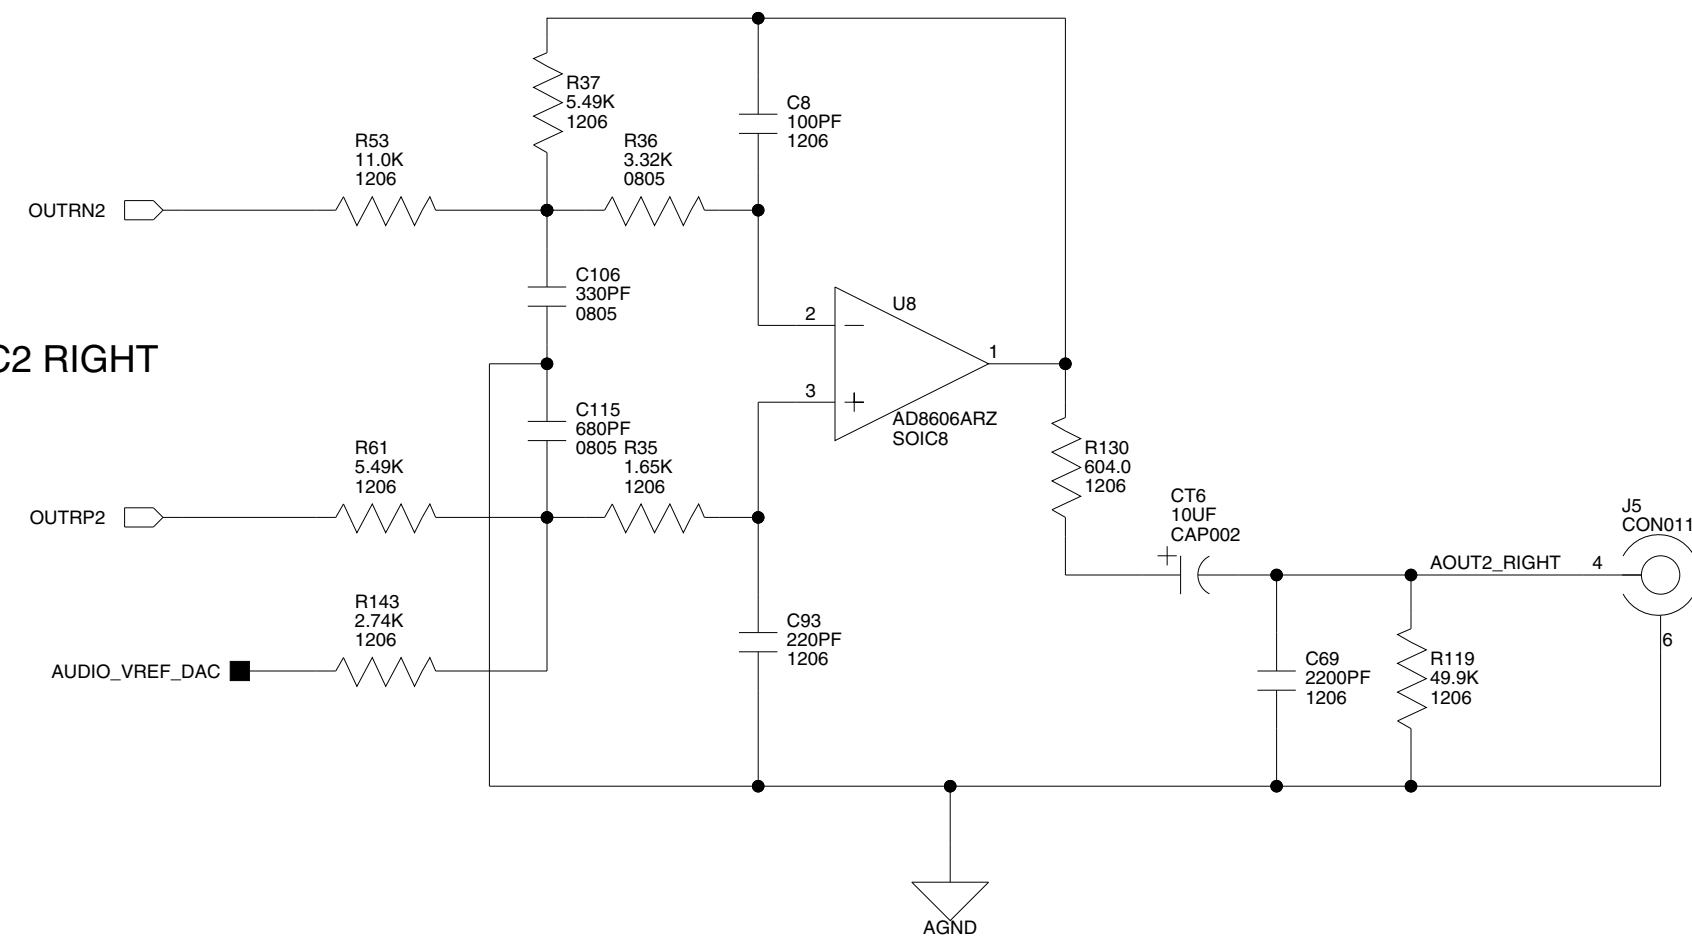 R37
5.49K
1206
C8
100PF
1206
R53
11.0K
1206
R36
3.32K
0805
OUTRN2
C106
330PF
0805
U8
2
C2 RIGHT
1
3
C115
680PF
0805
AD8606ARZ
SOIC8
R61
5.49K
1206
R35
1.65K
1206
R130
604.0
1206
OUTRP2
CT6
10UF
CAP002
J5
CON011
AOUT2_RIGHT
4
R143
2.74K
1206
C93
220PF
1206
6
AUDIO_VREF_DAC
C69
2200PF
1206
R119
49.9K
1206
AGND